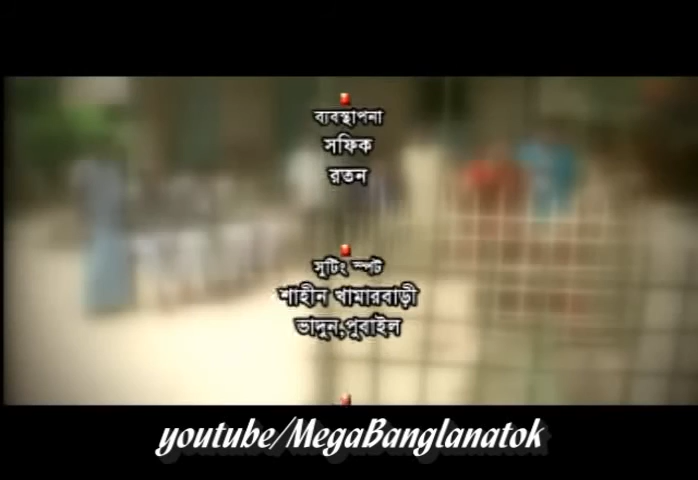 ব্যবস্থাপনা
সফিক
রতন
সুটিং স্পট
শাহীন খামারবাড়ী
ভাদুন,পুবাইল
youtube/MegaBanglanatok